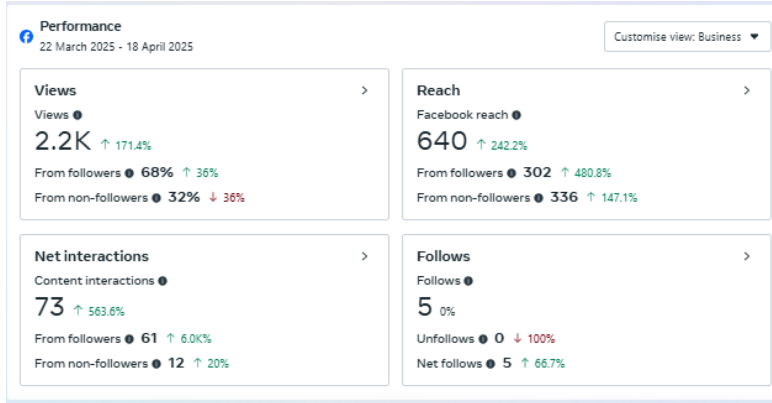 Performance
22 March 2025 - 18 April 2025
Customise view: Business
Views
Views
2.2K ↑ 171.4%
From followers 68% ↑ 36%
From non-followers 32% ↓ 36%
Reach
Facebook reach
640 ↑ 242.2%
From followers 302 ↑ 480.8%
From non-followers 336 ↑ 147.1%
Net interactions
Content interactions
73 ↑ 563.6%
From followers 61 ↑ 6.0K%
From non-followers 12 ↑ 20%
Follows
Follows
5 0%
Unfollows 0 ↓ 100%
Net follows 5 ↑ 66.7%